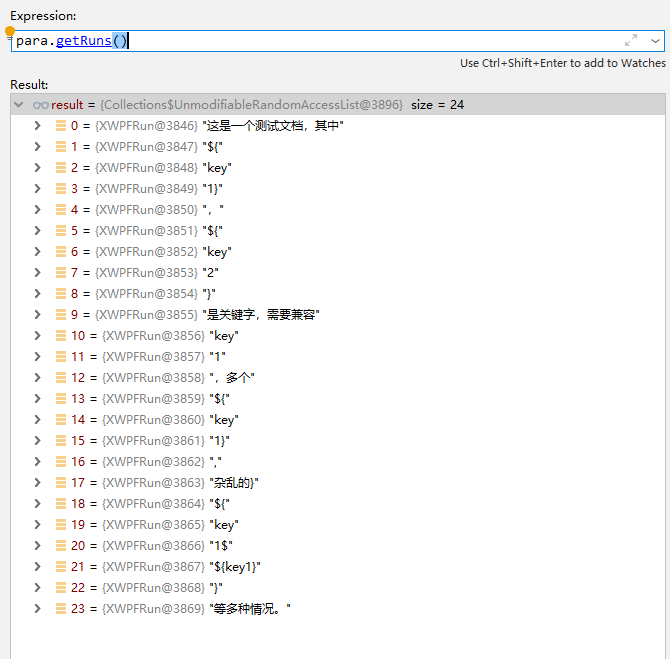 Expression:
para.getRuns()
Use Ctrl+Shift+Enter to add to Watches
Result:
result = {Collections$UnmodifiableRandomAccessList@3896} size = 24
0 = {XWPFRun@3846} "这是一个测试文档，其中"
1 = {XWPFRun@3847} "${"
2 = {XWPFRun@3848} "key"
3 = {XWPFRun@3849} "1}"
4 = {XWPFRun@3850} "，"
5 = {XWPFRun@3851} "${"
6 = {XWPFRun@3852} "key"
7 = {XWPFRun@3853} "2"
8 = {XWPFRun@3854} "}"
9 = {XWPFRun@3855} "是关键字，需要兼容"
10 = {XWPFRun@3856} "key"
11 = {XWPFRun@3857} "1"
12 = {XWPFRun@3858} "，多个"
13 = {XWPFRun@3859} "${"
14 = {XWPFRun@3860} "key"
15 = {XWPFRun@3861} "1}"
16 = {XWPFRun@3862} ","
17 = {XWPFRun@3863} "杂乱的}"
18 = {XWPFRun@3864} "${"
19 = {XWPFRun@3865} "key"
20 = {XWPFRun@3866} "1$"
21 = {XWPFRun@3867} "${key1}"
22 = {XWPFRun@3868} "}"
23 = {XWPFRun@3869} "等多种情况。"